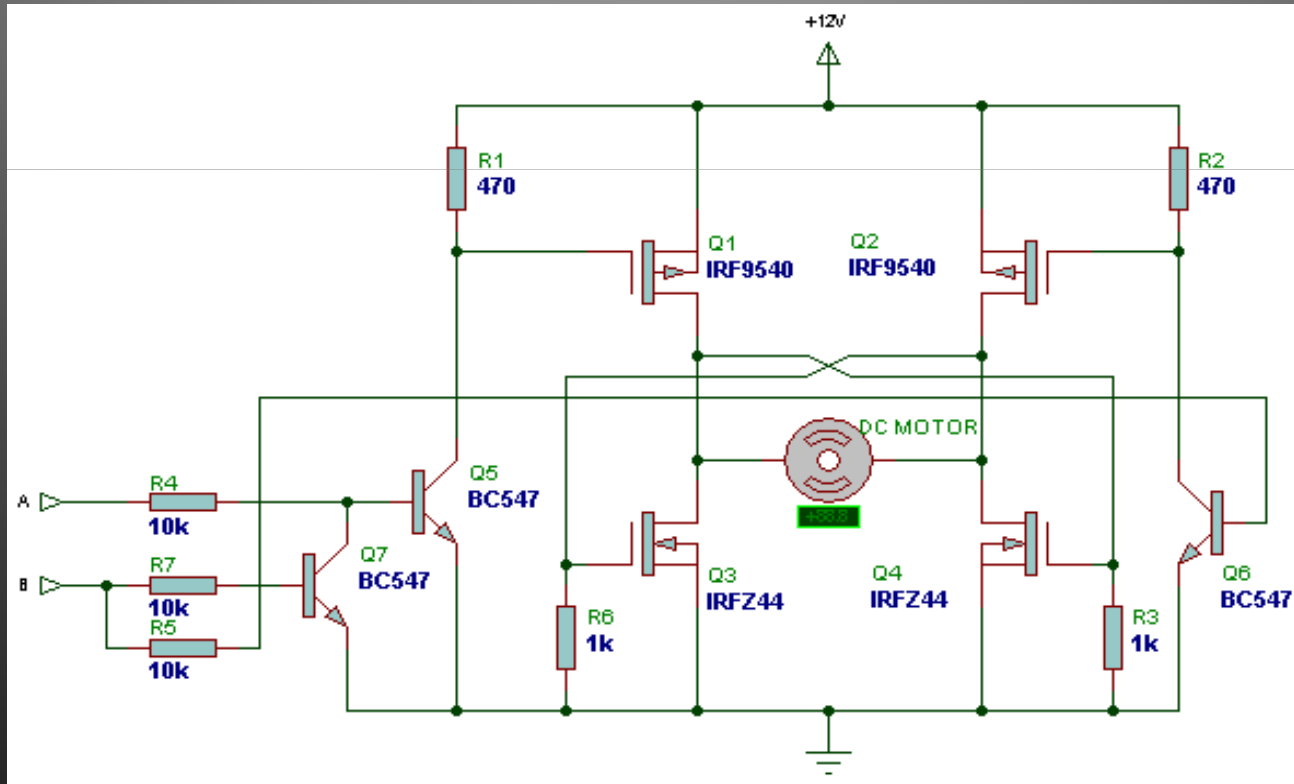 +12V
R1
470
R2
470
Q1
IRF9540
Q2
IRF9540
DC MOTOR
A
R4
10k
Q5
BC547
B
R7
10k
Q7
BC547
R5
10k
Q3
IRFZ44
Q4
IRFZ44
Q6
BC547
R6
1k
R3
1k